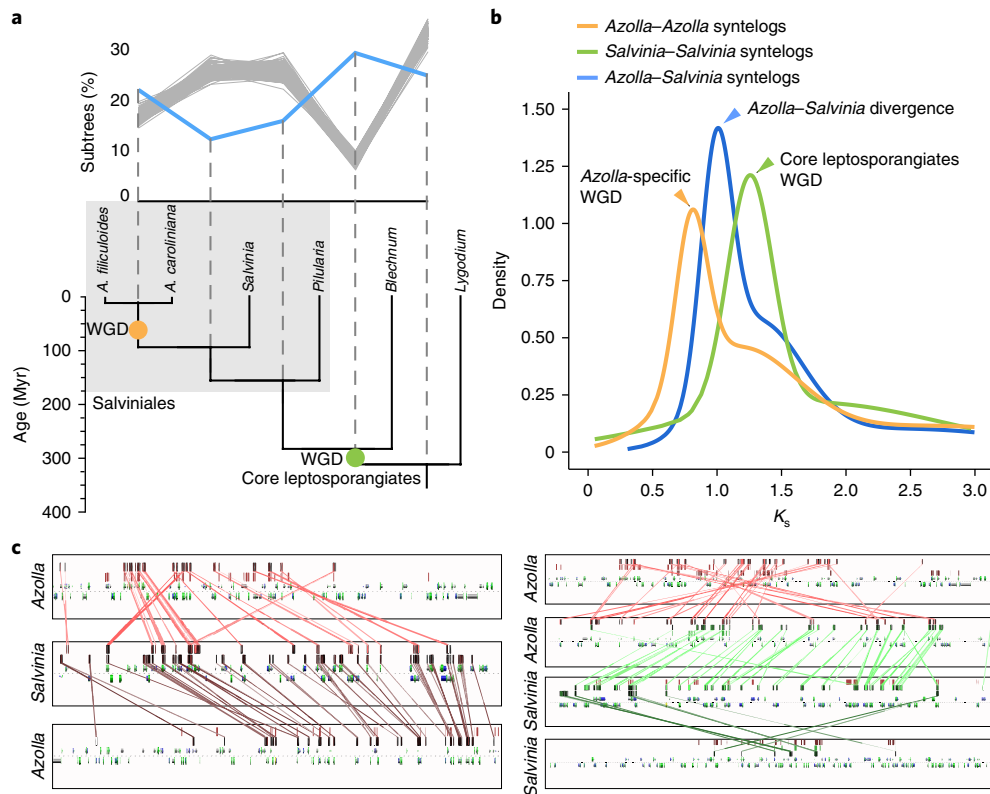 a
Subtrees (%)
30
20
10
0
A. filiculoides
A. caroliniana
Salvinia
Pilularia
Blechnum
Lygodium
Age (Myr)
0
100
200
300
400
WGD
Salviniales
WGD
Core leptosporangiates
b
Azolla–Azolla syntelogs
Salvinia–Salvinia syntelogs
Azolla–Salvinia syntelogs
Density
1.50
1.25
1.00
0.75
0.50
0.25
0
Azolla–Salvinia divergence
Azolla-specific
WGD
Core leptosporangiates
WGD
0
0.5
1.0
1.5
2.0
2.5
3.0
Ks
c
Azolla
Salvinia
Azolla
Azolla
Azolla
Salvinia
Salvinia